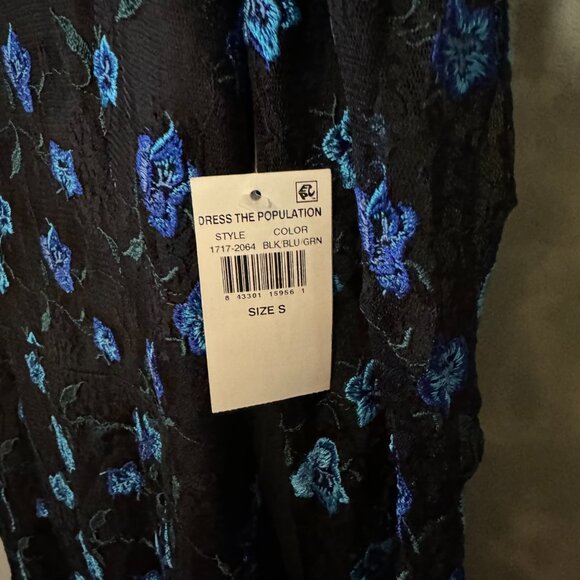 DRESS THE POPULATION
STYLE COLOR
1717-2064 BLK/BLU/GRN
8 43301 15956 1
SIZE S